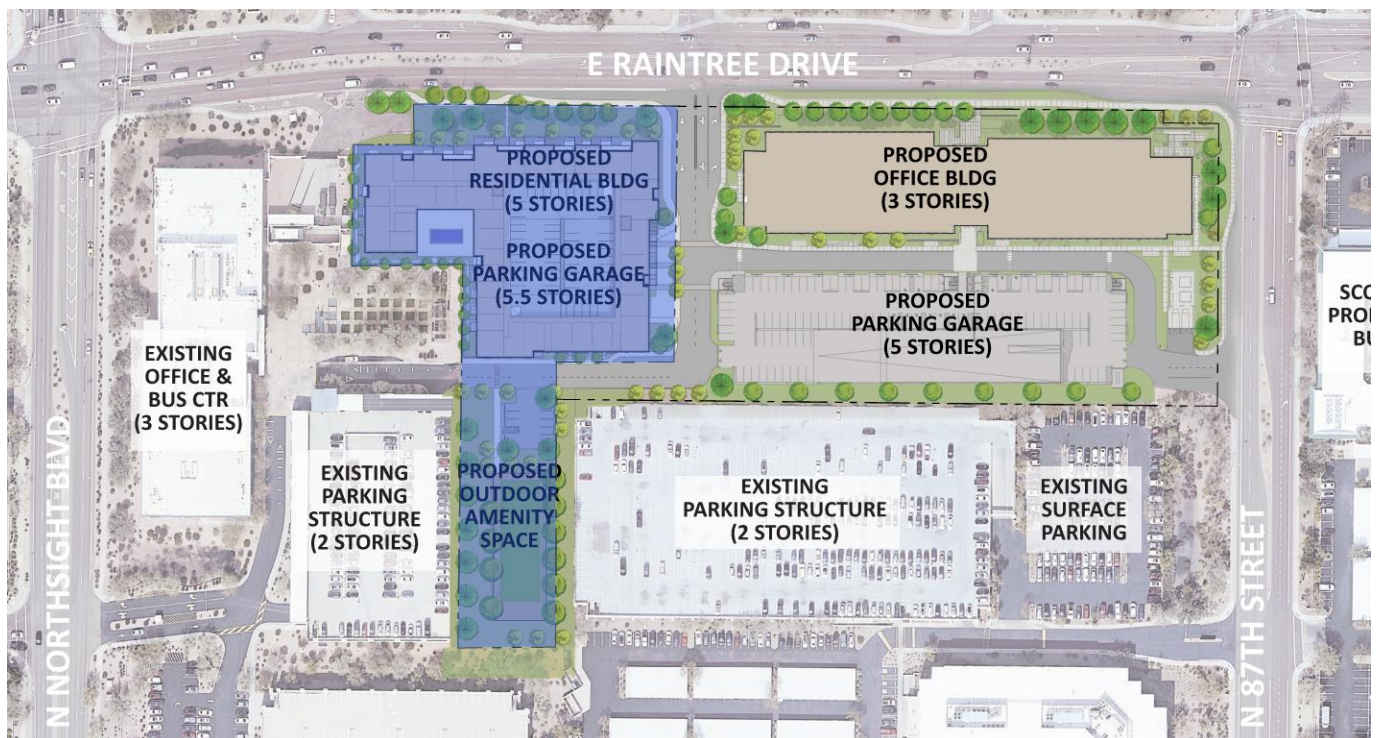 E RAINTREE DRIVE
PROPOSED
RESIDENTIAL BLDG
(5 STORIES)
PROPOSED
PARKING GARAGE
(5.5 STORIES)
PROPOSED
OFFICE BLDG
(3 STORIES)
PROPOSED
PARKING GARAGE
(5 STORIES)
EXISTING
OFFICE &
BUS CTR
(3 STORIES)
EXISTING
PARKING
STRUCTURE
(2 STORIES)
PROPOSED
OUTDOOR
AMENITY
SPACE
EXISTING
PARKING STRUCTURE
(2 STORIES)
EXISTING
SURFACE
PARKING
N NORTHSIGHT BLVD
N 87TH STREET